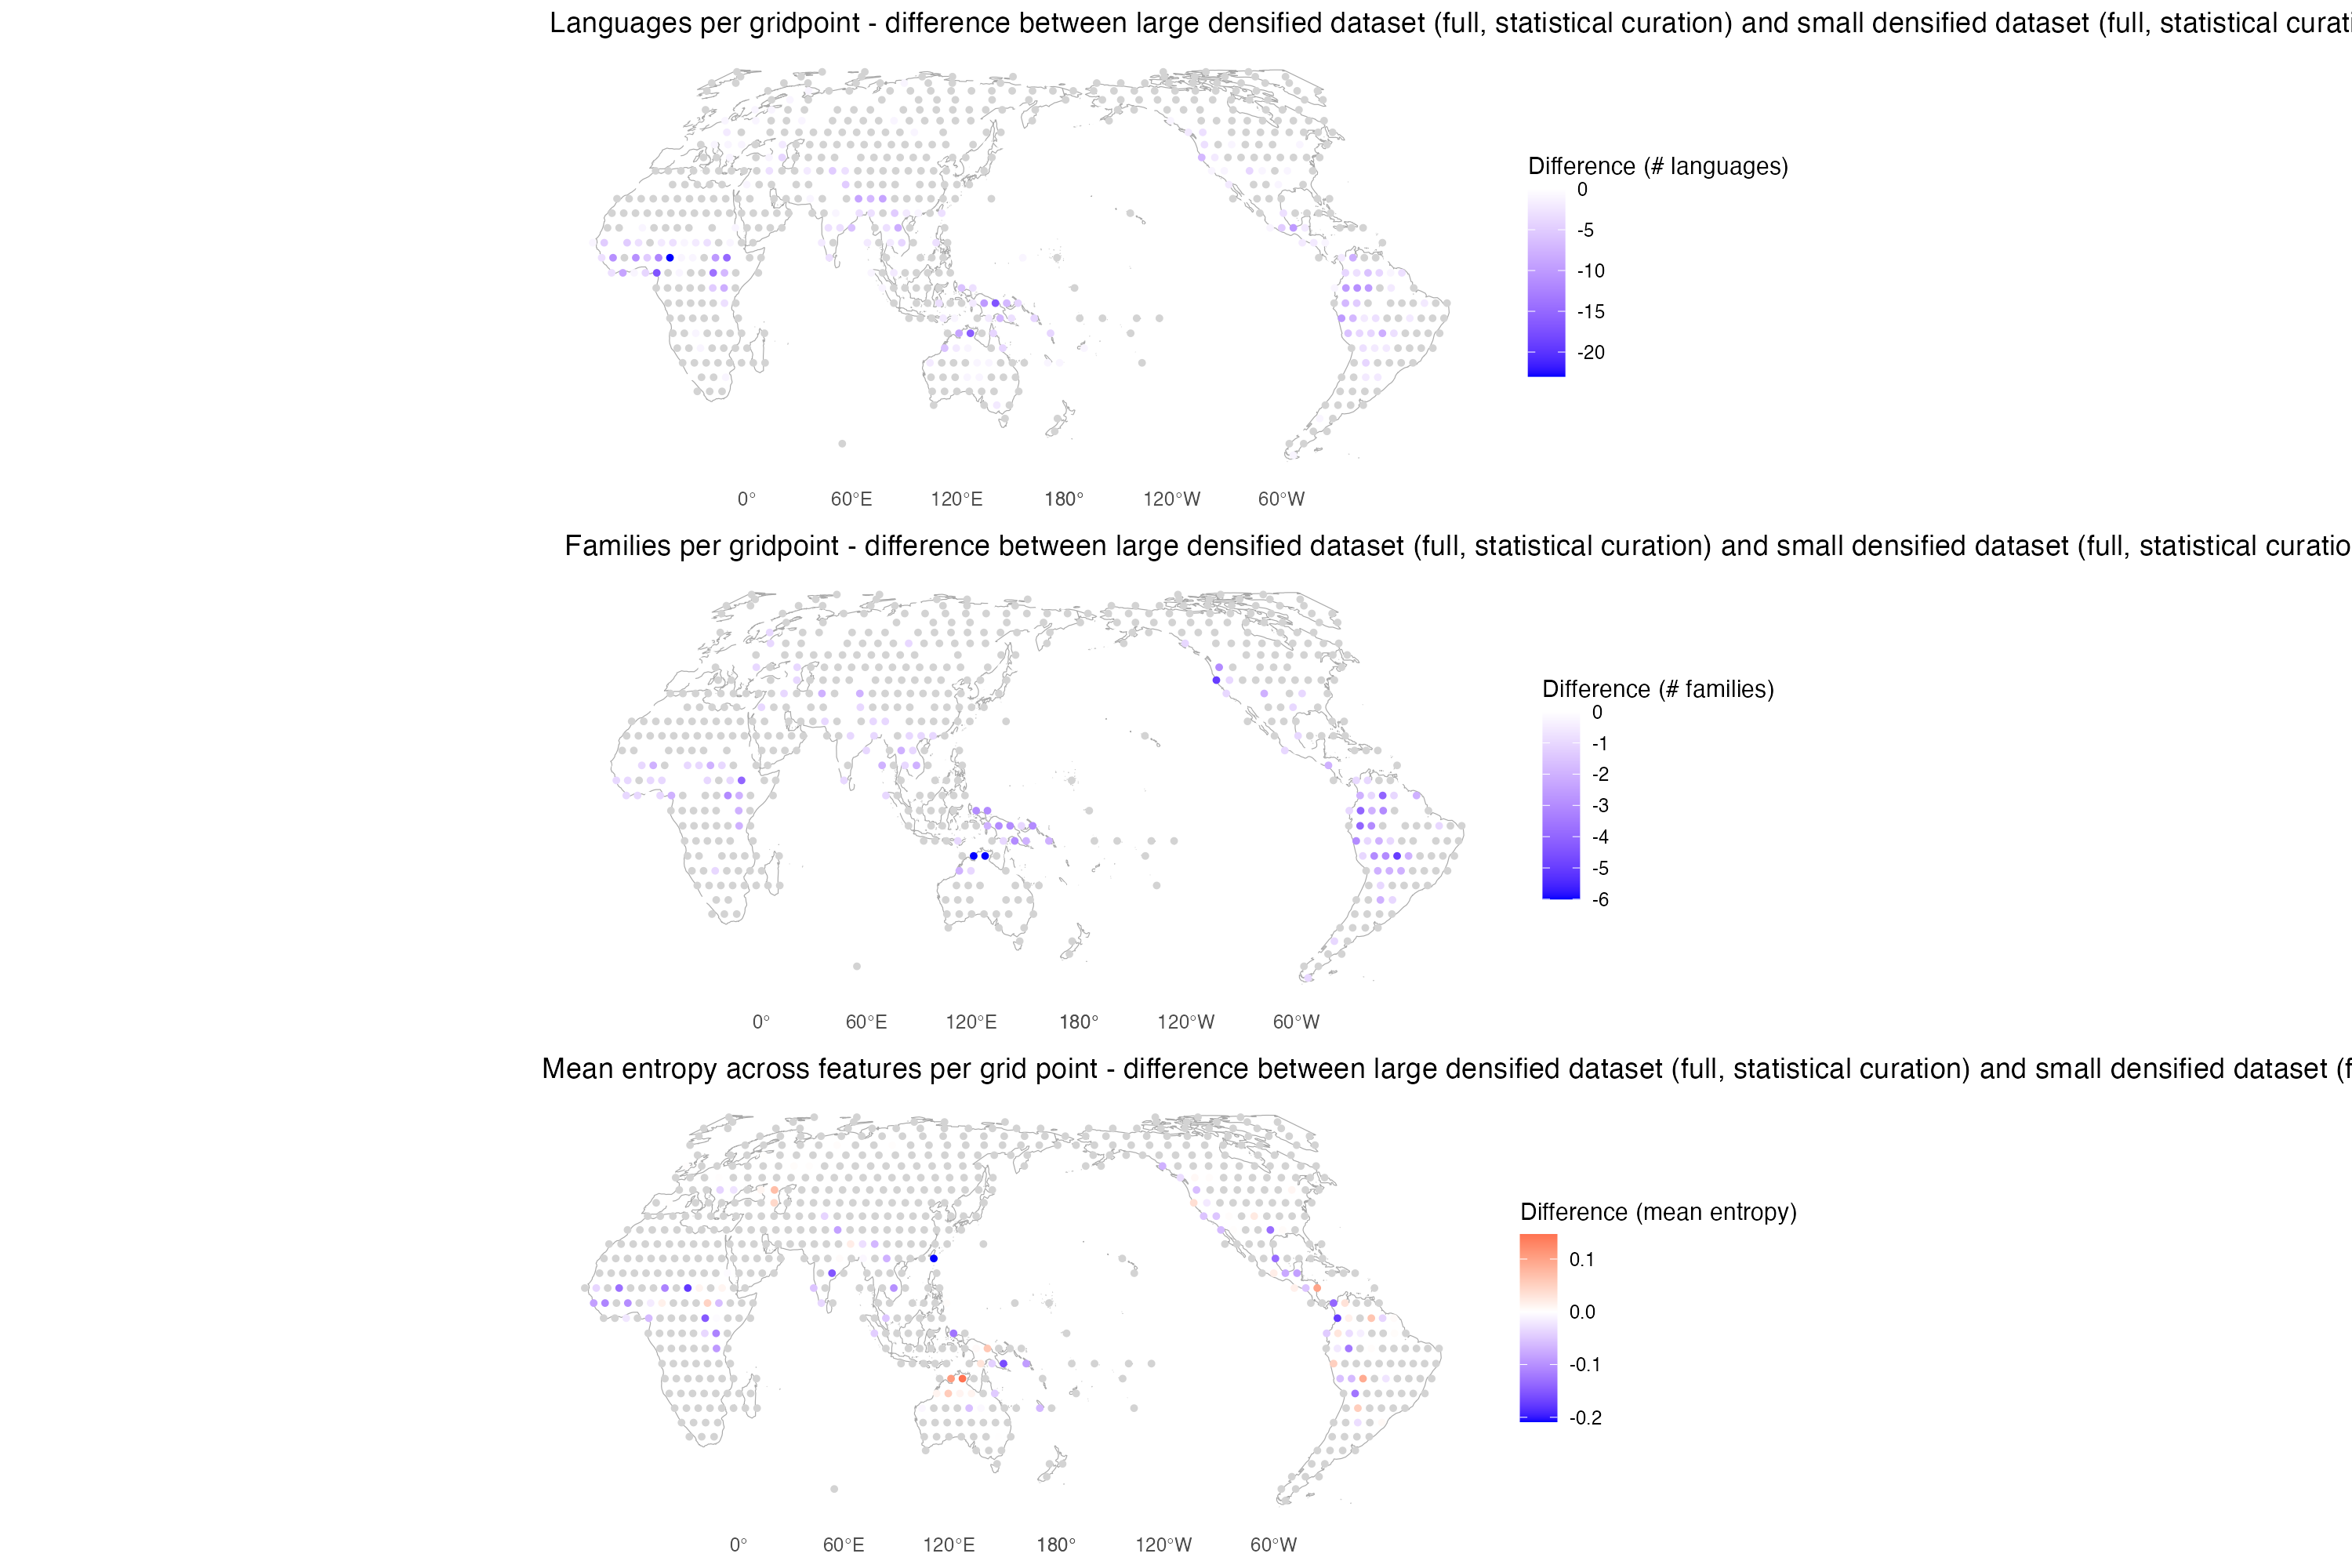 Languages per gridpoint - difference between large densified dataset (full, statistical curation) and small densified dataset (full, statistical curati
Difference (# languages)
0
-5
-10
-15
-20
0° 60°E 120°E 180° 120°W 60°W
Families per gridpoint - difference between large densified dataset (full, statistical curation) and small densified dataset (full, statistical curatio
Difference (# families)
0
-1
-2
-3
-4
-5
-6
0° 60°E 120°E 180° 120°W 60°W
Mean entropy across features per grid point - difference between large densified dataset (full, statistical curation) and small densified dataset (f
Difference (mean entropy)
0.1
0.0
-0.1
-0.2
0° 60°E 120°E 180° 120°W 60°W